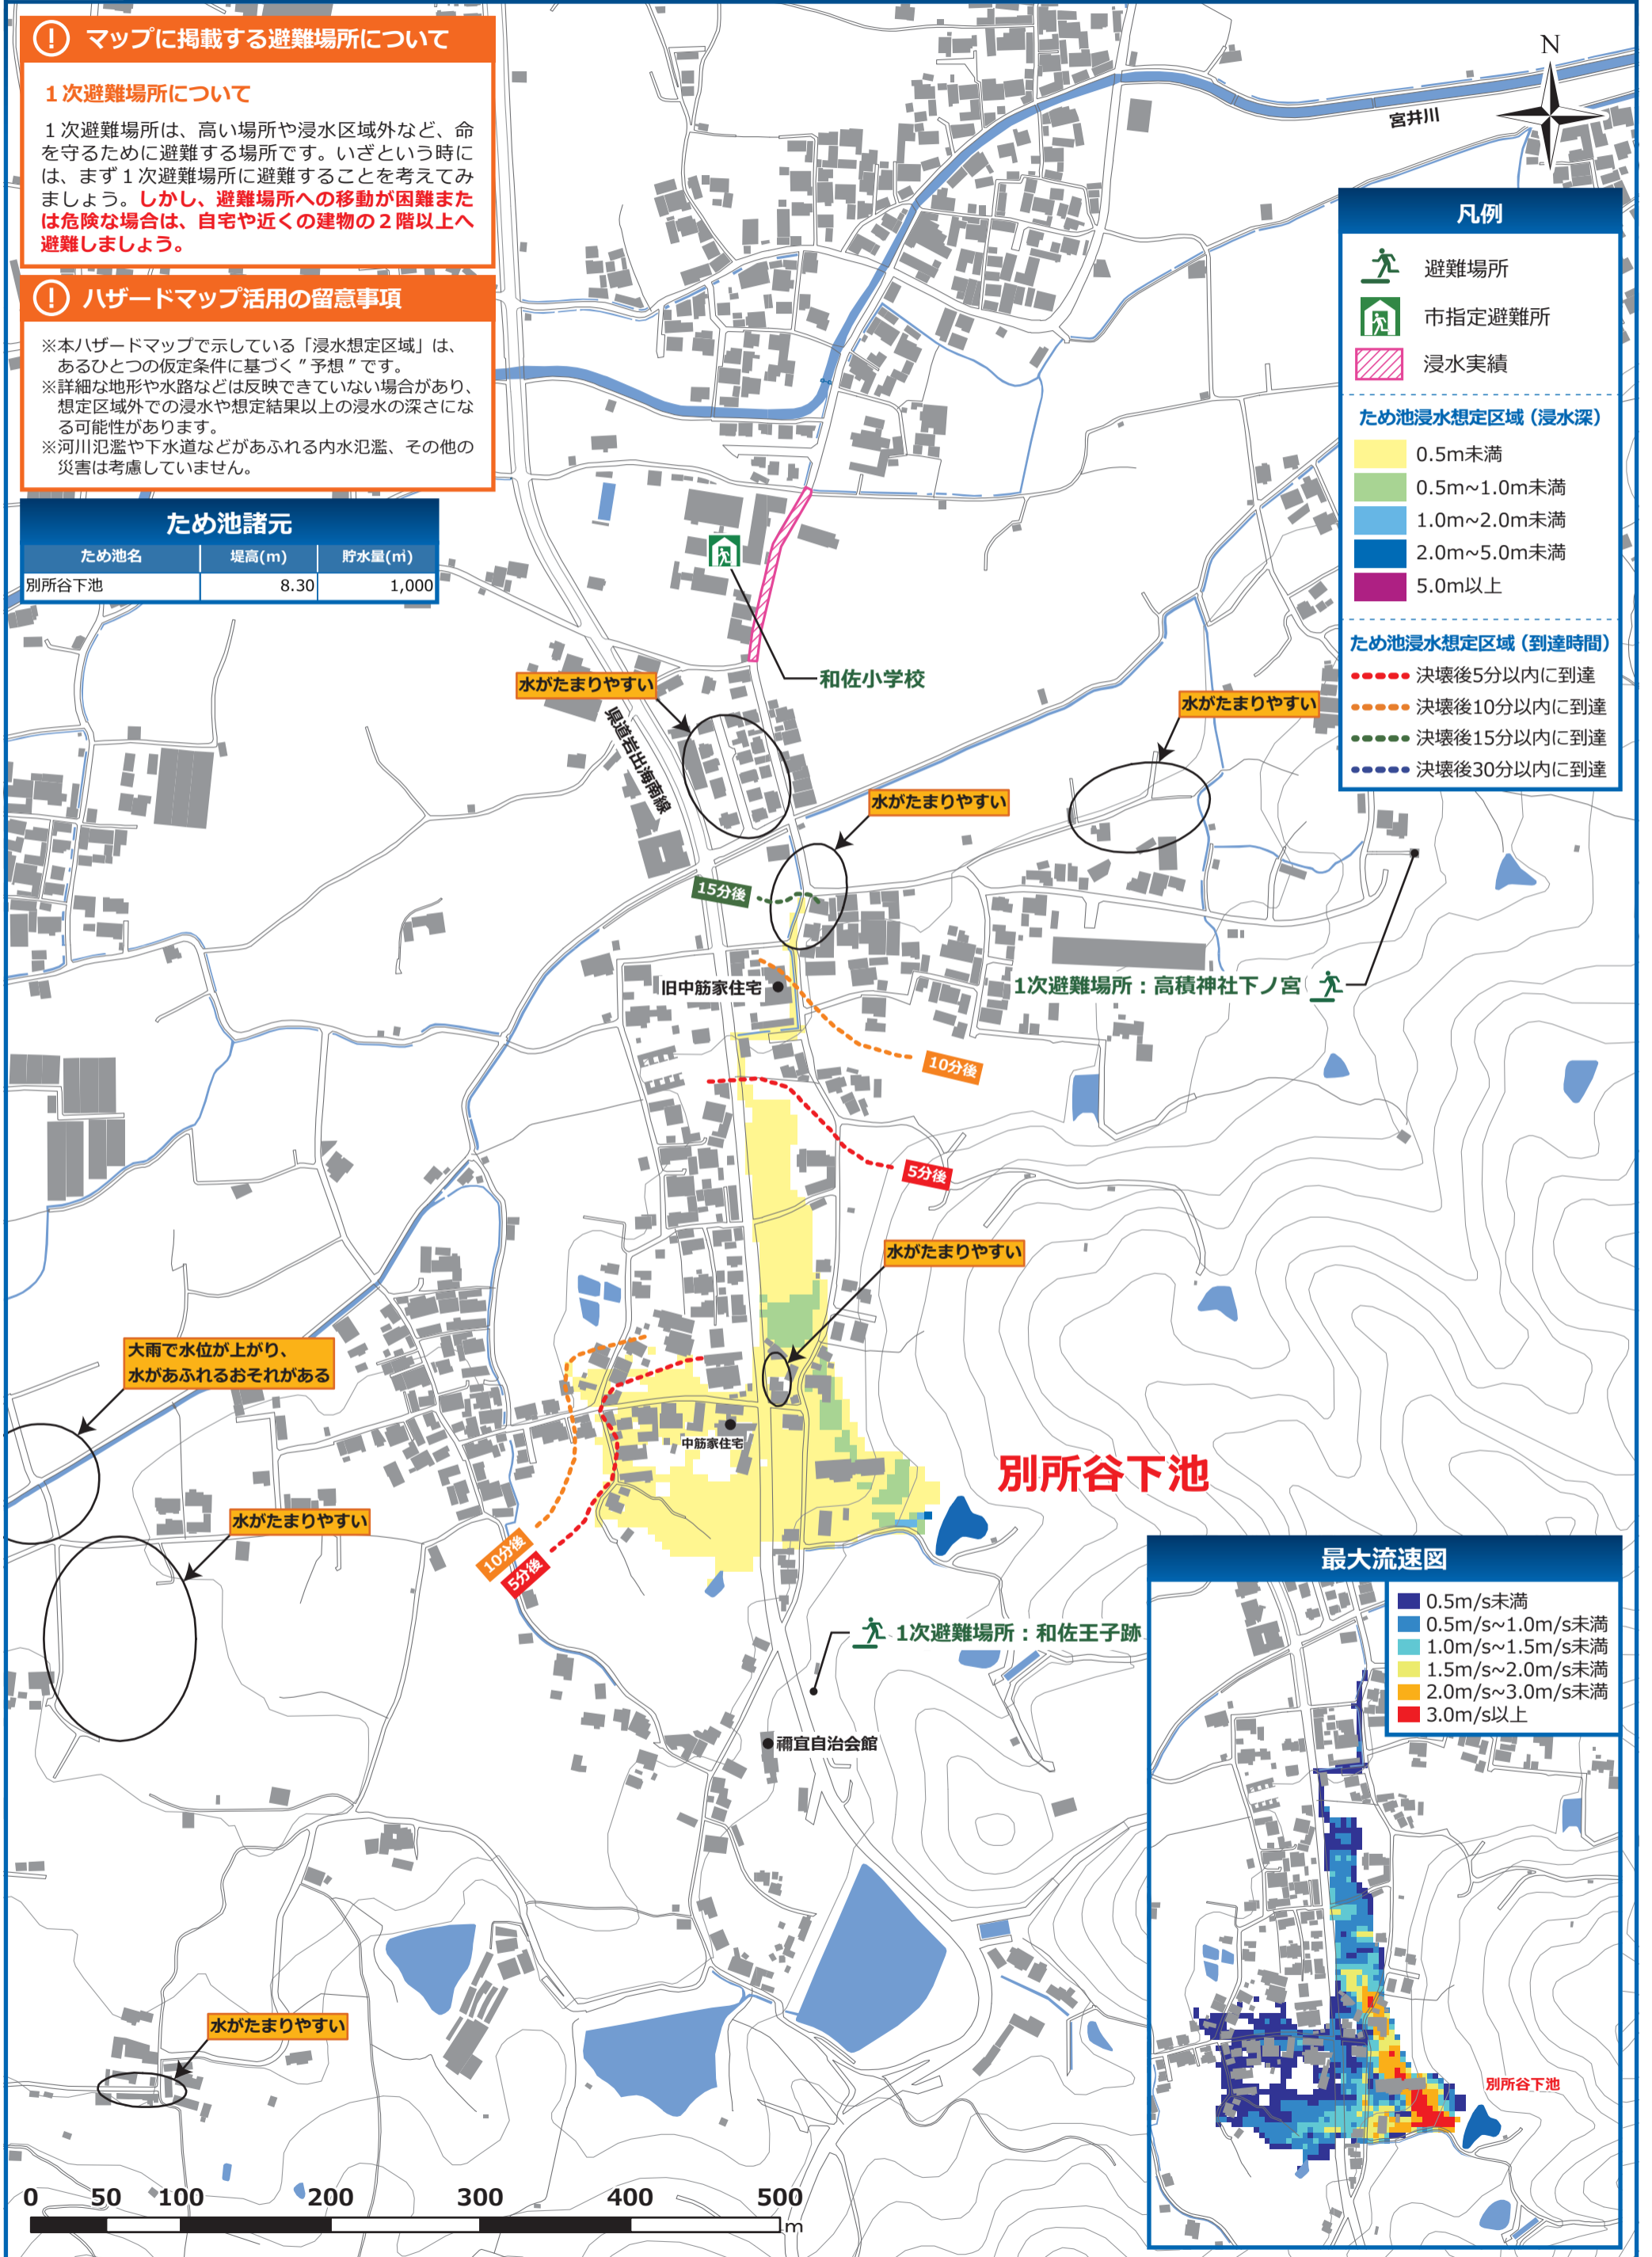 マップに掲載する避難場所について
1次避難場所について
1次避難場所は、高い場所や浸水区域外など、命
を守るために避難する場所です。いざという時に
は、まず1次避難場所に避難することを考えてみ
ましょう。しかし、避難場所への移動が困難また
は危険な場合は、自宅や近くの建物の2階以上へ
避難しましょう。
ハザードマップ活用の留意事項
※本ハザードマップで示している「浸水想定区域」は、
あるひとつの仮定条件に基づく"予想"です。
※詳細な地形や水路などは反映できていない場合があり、
想定区域外での浸水や想定結果以上の浸水の深さにな
る可能性があります。
※河川氾濫や下水道などがあふれる内水氾濫、その他の
災害は考慮していません。
ため池諸元
ため池名 堤高(m) 貯水量(㎥)
別所谷下池 8.30 1,000
N
宮井川
凡例
避難場所
市指定避難所
浸水実績
ため池浸水想定区域（浸水深）
0.5m未満
0.5m~1.0m未満
1.0m~2.0m未満
2.0m~5.0m未満
5.0m以上
ため池浸水想定区域（到達時間）
決壊後5分以内に到達
決壊後10分以内に到達
決壊後15分以内に到達
決壊後30分以内に到達
和佐小学校
水がたまりやすい
県道岩出海南線
水がたまりやすい
水がたまりやすい
15分後
旧中筋家住宅
1次避難場所：高積神社下ノ宮
10分後
5分後
水がたまりやすい
大雨で水位が上がり、
水があふれるおそれがある
中筋家住宅
別所谷下池
水がたまりやすい
10分後
5分後
1次避難場所：和佐王子跡
禰宜自治会館
水がたまりやすい
最大流速図
0.5m/s未満
0.5m/s~1.0m/s未満
1.0m/s~1.5m/s未満
1.5m/s~2.0m/s未満
2.0m/s~3.0m/s未満
3.0m/s以上
別所谷下池
0 50 100 200 300 400 500
m